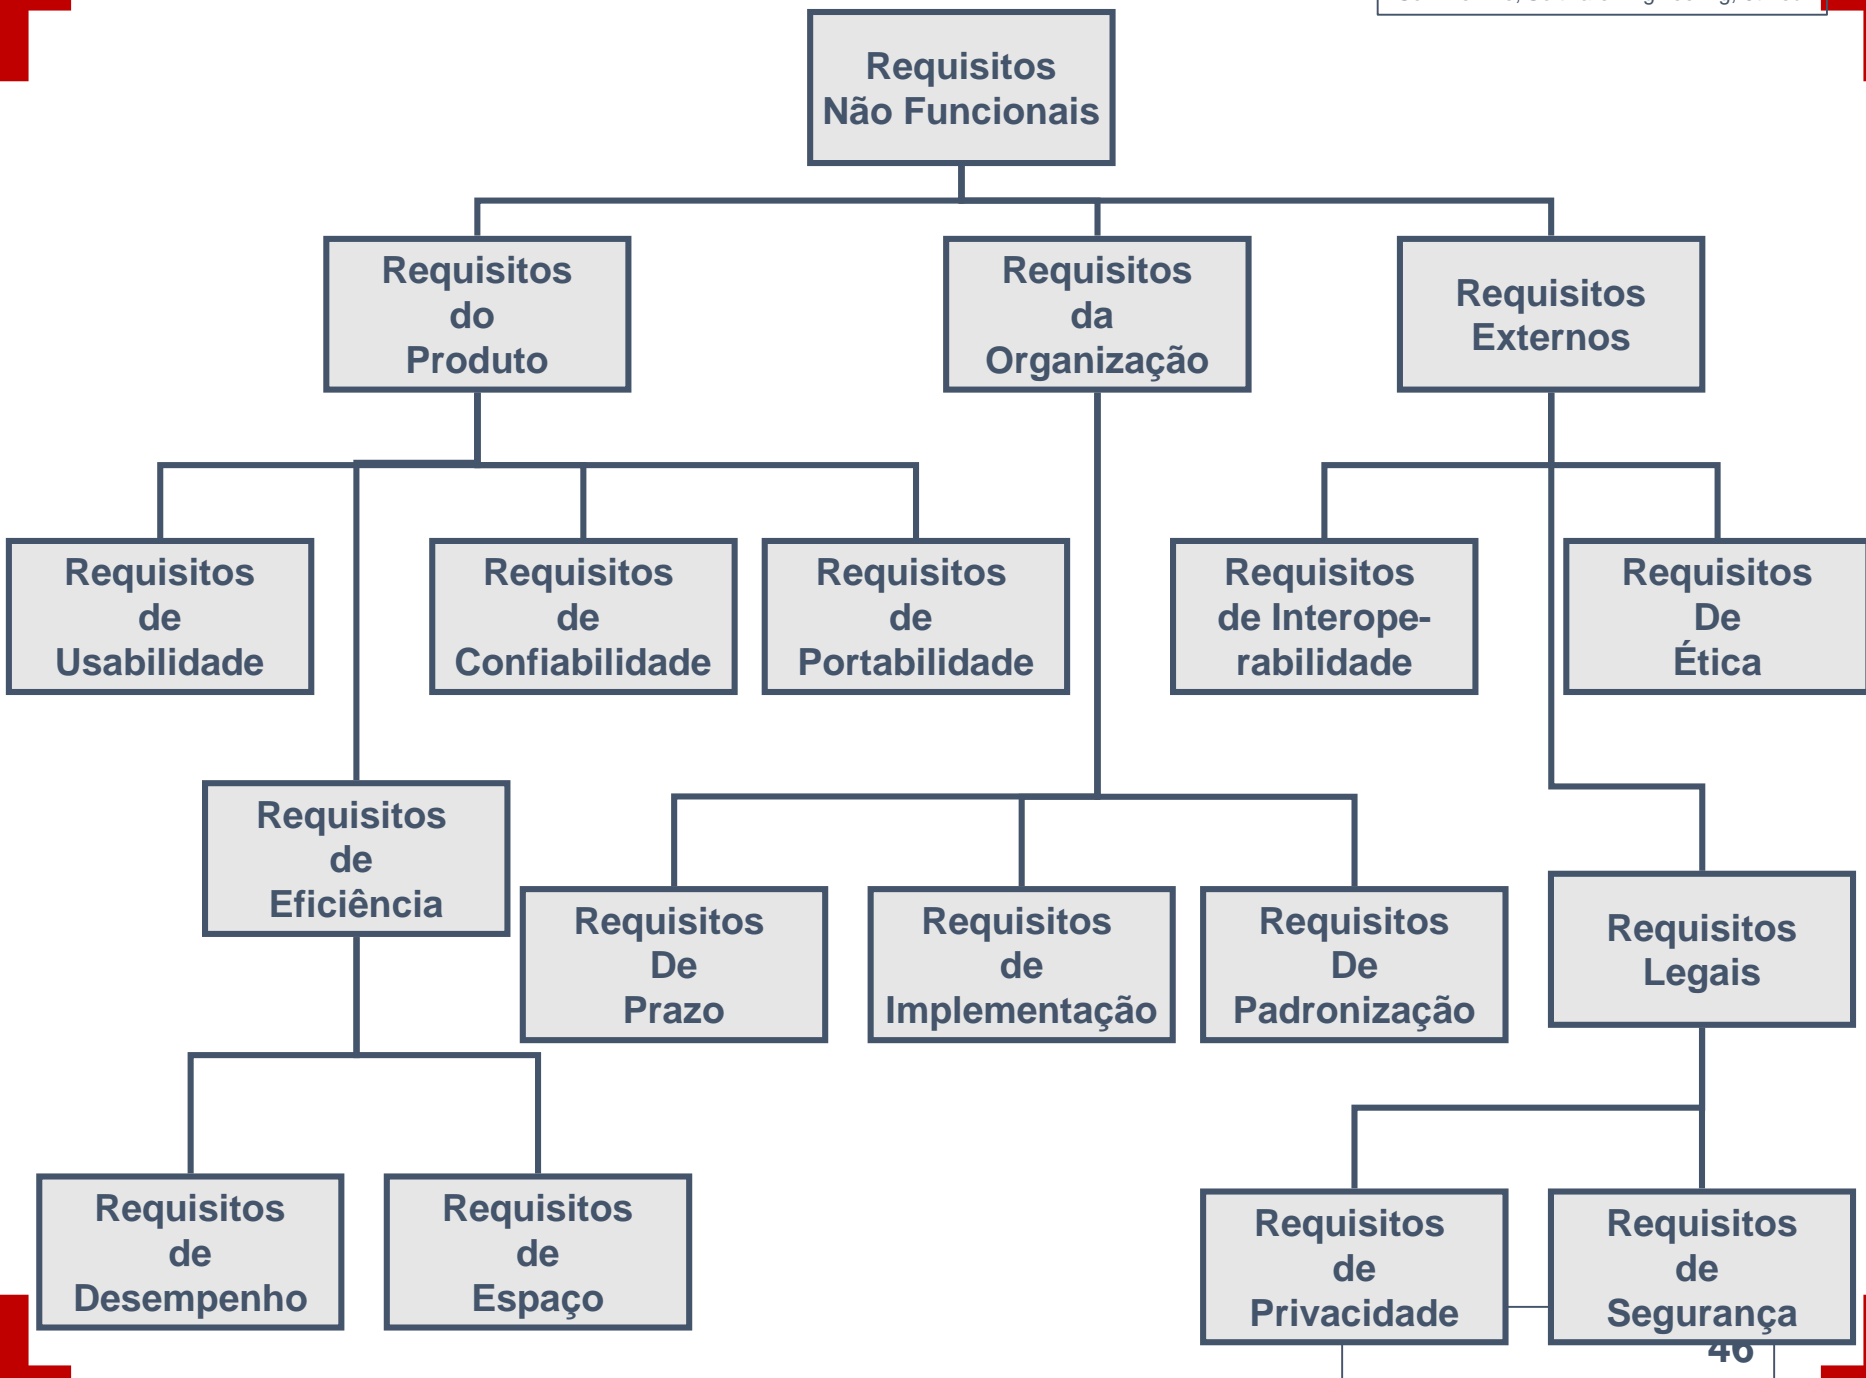 Requisitos
Não Funcionais
Requisitos
do
Produto
Requisitos
da
Organização
Requisitos
Externos
Requisitos
de
Usabilidade
Requisitos
de
Confiabilidade
Requisitos
de
Portabilidade
Requisitos
de Interope-
rabilidade
Requisitos
De
Ética
Requisitos
de
Eficiência
Requisitos
De
Prazo
Requisitos
de
Implementação
Requisitos
De
Padronização
Requisitos
Legais
Requisitos
de
Desempenho
Requisitos
de
Espaço
Requisitos
de
Privacidade
Requisitos
de
Segurança
46